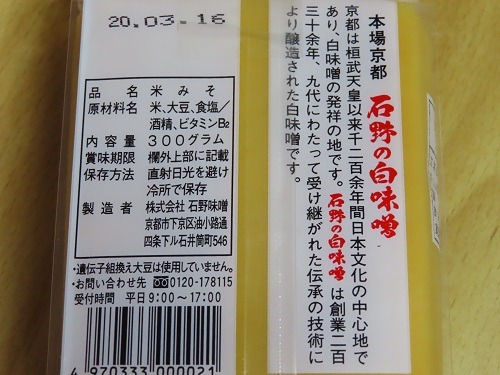 20.03.16
品名 米みそ
原材料名 米、大豆、食塩／
酒精、ビタミンB2
内容量 300グラム
賞味期限 欄外上部に記載
保存方法 直射日光を避け
冷所で保存
製造者 株式会社 石野味噌
京都市下京区油小路通
四条下ル石井筒町546
・遺伝子組換え大豆は使用していません。
・お問い合わせ先 0120-178115
受付時間 平日 9:00〜17:00
4 970333 000021
本場京都
石野の白味噌
京都は桓武天皇以来千二百余年間日本文化の中心地で
あり、白味噌の発祥の地です。石野の白味噌は創業二百
三十余年、九代にわたって受け継がれた伝承の技術に
より醸造された白味噌です。